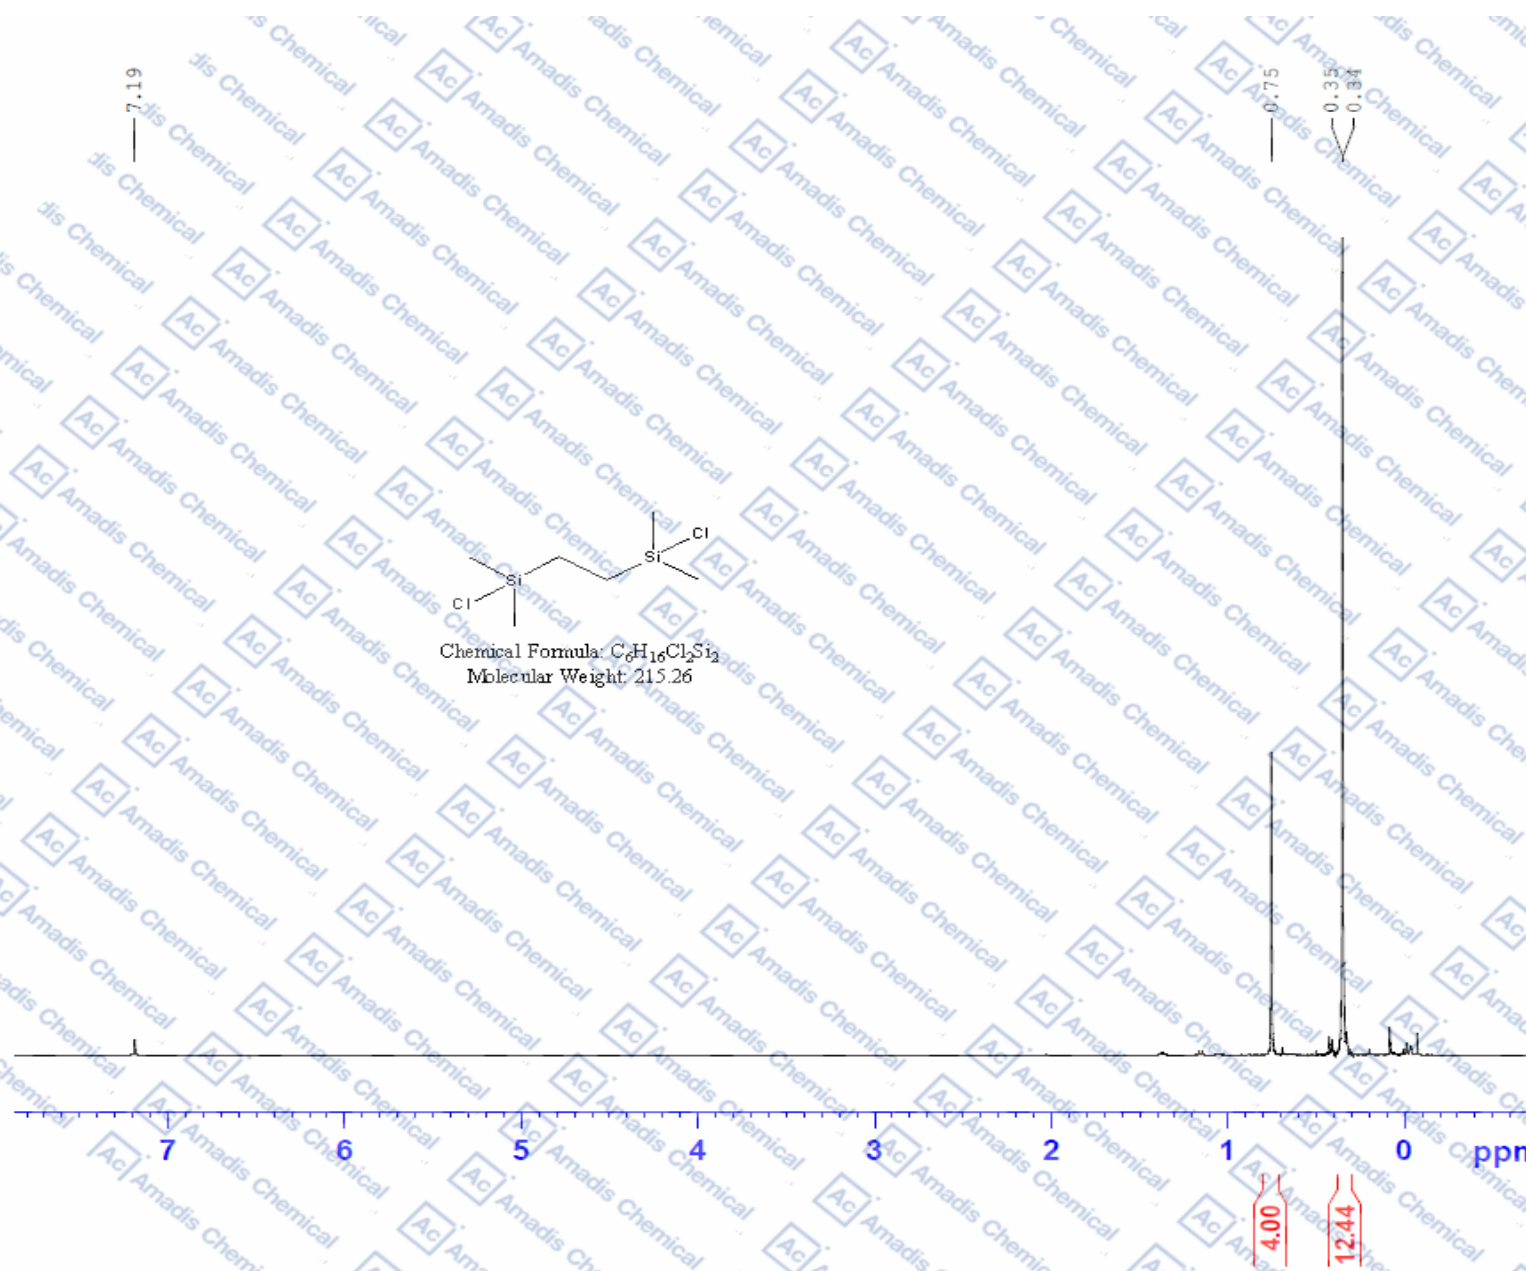 7.19
0.75
0.35
0.34
Si
Cl
Si
Cl
Chemical Formula: C₆H₁₆Cl₂Si₂
Molecular Weight: 215.26
7 6 5 4 3 2 1 0 ppm
4.00
12.44
Ac Amadis Chemical